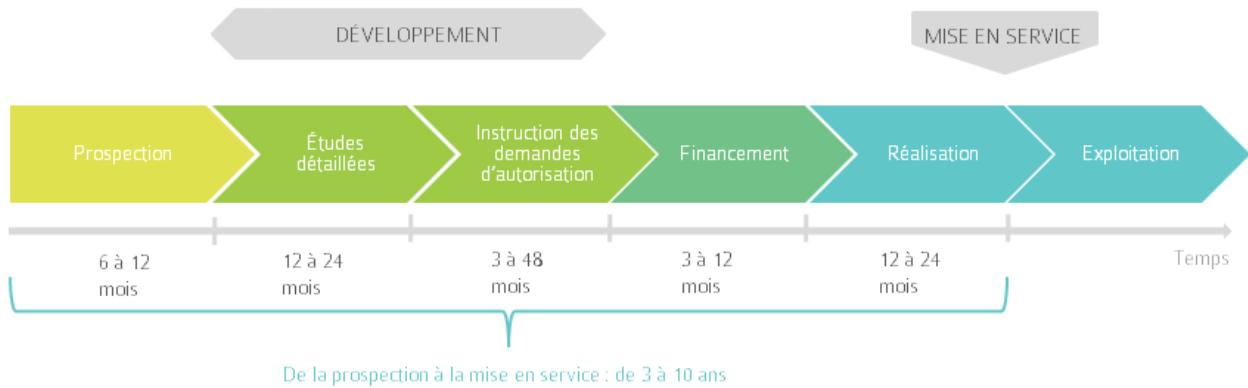 DÉVELOPPEMENT
MISE EN SERVICE
Prospection
Études
détaillées
Instruction des
demandes
d'autorisation
Financement
Réalisation
Exploitation
6 à 12
mois
12 à 24
mois
3 à 48
mois
3 à 12
mois
12 à 24
mois
Temps
De la prospection à la mise en service : de 3 à 10 ans